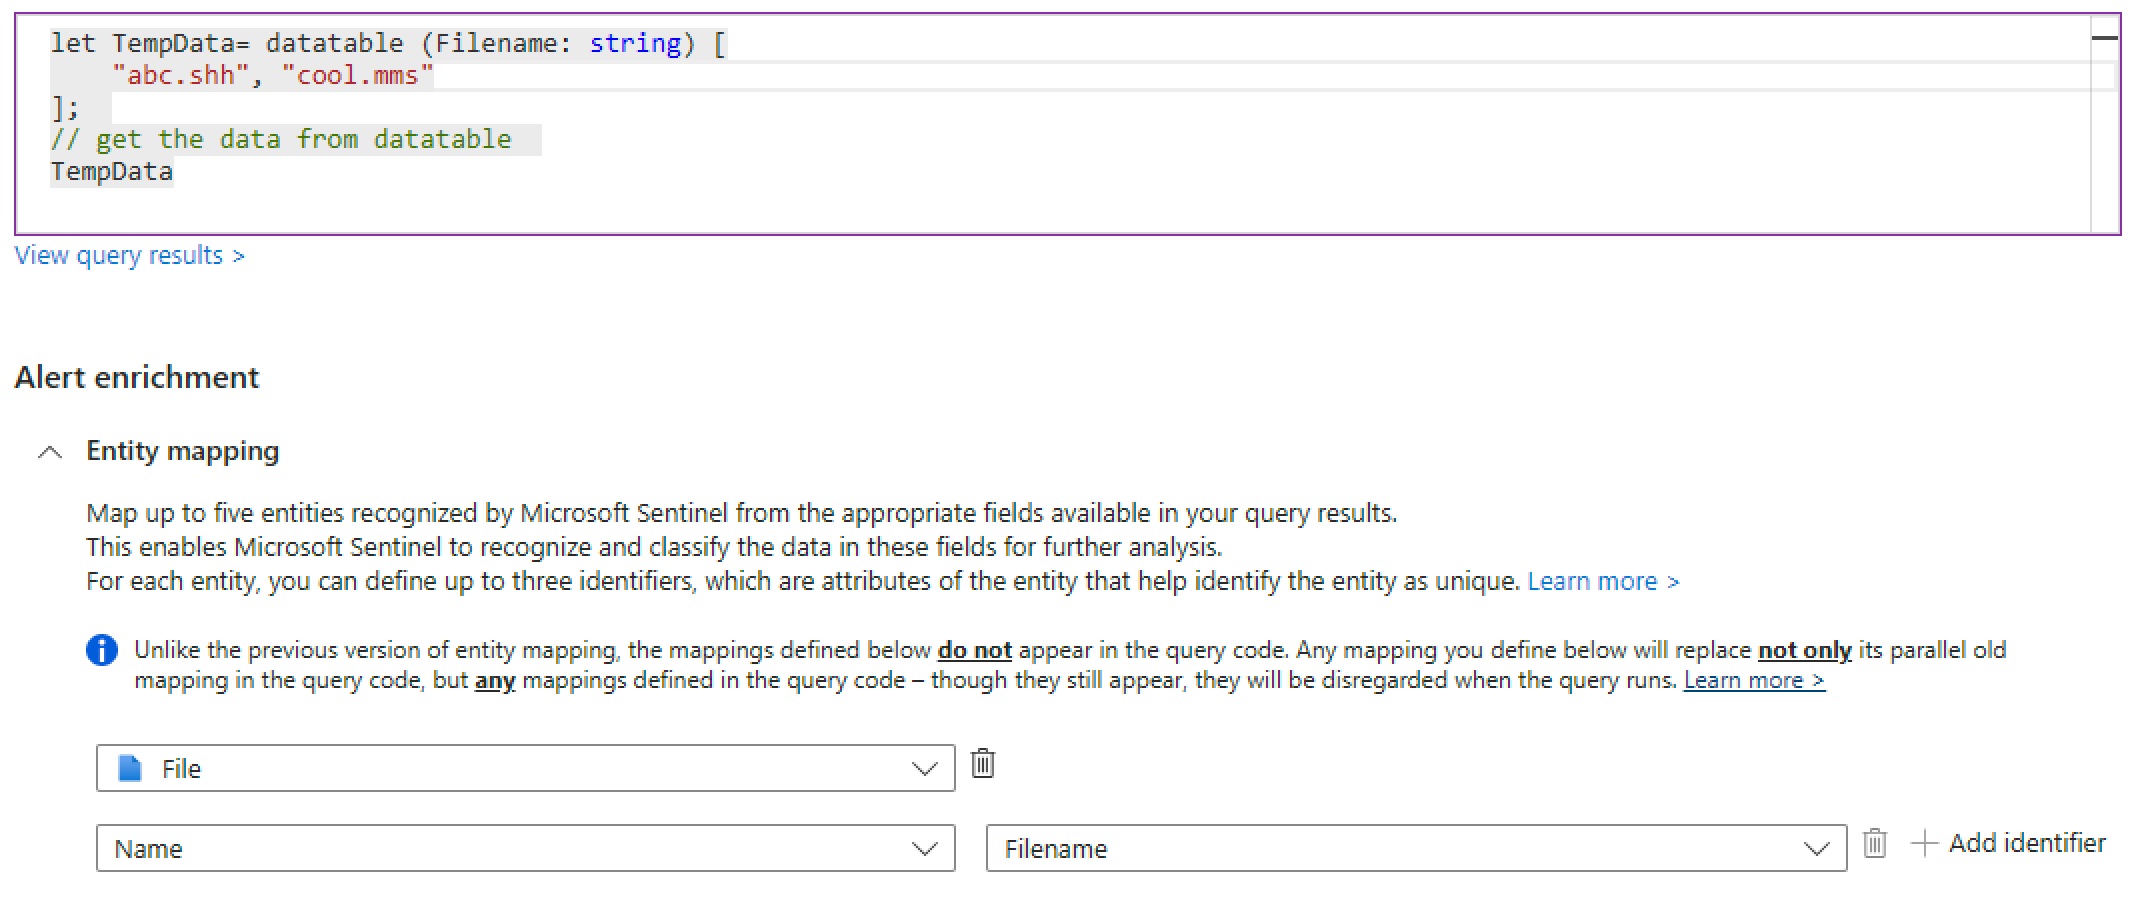 let TempData= datatable (Filename: string) [
    "abc.shh", "cool.mms"
];
// get the data from datatable
TempData
View query results >
Alert enrichment
Entity mapping
Map up to five entities recognized by Microsoft Sentinel from the appropriate fields available in your query results.
This enables Microsoft Sentinel to recognize and classify the data in these fields for further analysis.
For each entity, you can define up to three identifiers, which are attributes of the entity that help identify the entity as unique. Learn more >
Unlike the previous version of entity mapping, the mappings defined below do not appear in the query code. Any mapping you define below will replace not only its parallel old
mapping in the query code, but any mappings defined in the query code – though they still appear, they will be disregarded when the query runs. Learn more >
File
Name Filename + Add identifier